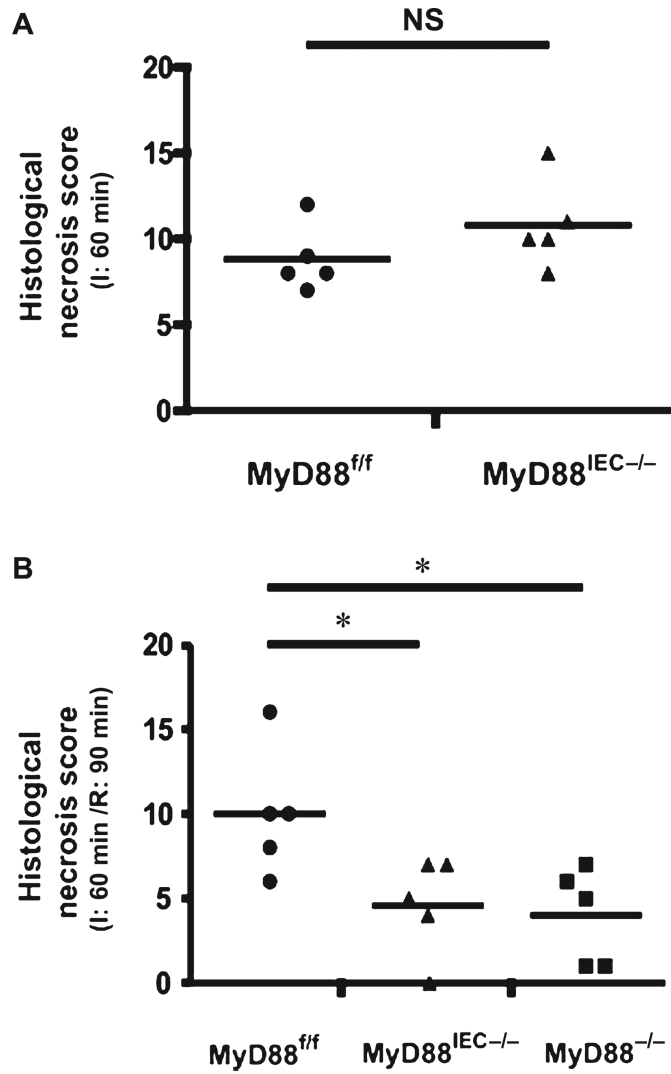 A
NS
Histological
necrosis score
(I: 60 min)
20
15
10
5
0
MyD88f/f
MyD88IEC−/−
B
*
*
Histological
necrosis score
(I: 60 min /R: 90 min)
20
15
10
5
0
MyD88f/f
MyD88IEC−/−
MyD88−/−